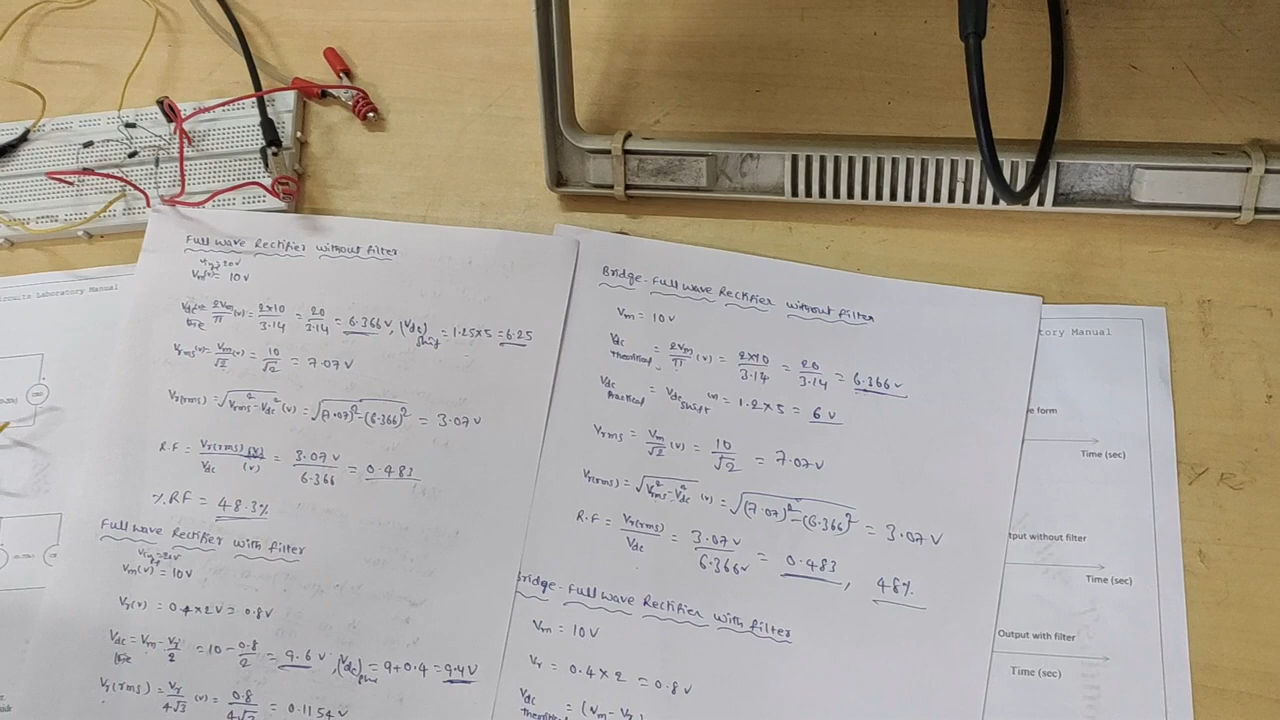 Full wave Rectifier without filter
Vm(v) = 10V
Vdc = 2Vm/π (v) = 2×10/3.14 = 20/3.14 = 6.366 V, (Vdc) = 1.25×5 = 6.25
Vrms(v) = Vm/√2 (v) = 10/√2 = 7.07V
Vr(rms) = √Vrms²-Vdc² (v) = √(7.07)²-(6.366)² = 3.07V
R.F = Vr(rms)/Vdc (v) = 3.07V/6.366 = 0.483
% RF = 48.3%
Full wave Rectifier with filter
Vm(v) = 10V
Vr(v) = 0.4×2V = 0.8V
Vdc = Vm - Vr/2 = 10 - 0.8/2 = 9.6 V, (Vdc) = 9+0.4 = 9.4V
Vr(rms) = Vr/4√3 (v) = 0.8/4√3 = 0.1154V
Bridge-Full wave Rectifier without filter
Vm = 10V
Vdc = 2Vm/π (v) = 2×10/3.14 = 20/3.14 = 6.366V
Vdc Practical = Vdc shift (v) = 1.2×5 = 6V
Vrms = Vm/√2 (v) = 10/√2 = 7.07V
Vr(rms) = √Vrms²-Vdc² (v) = √(7.07)²-(6.366)² = 3.07V
R.F = Vr(rms)/Vdc = 3.07V/6.366V = 0.483, 48%
Bridge-Full wave Rectifier with filter
Vm = 10V
Vr = 0.4×2 = 0.8V
Vdc = (Vm - Vr)
ircuits Laboratory Manual
tory Manual
e form
Time (sec)
tput without filter
Time (sec)
Output with filter
Time (sec)